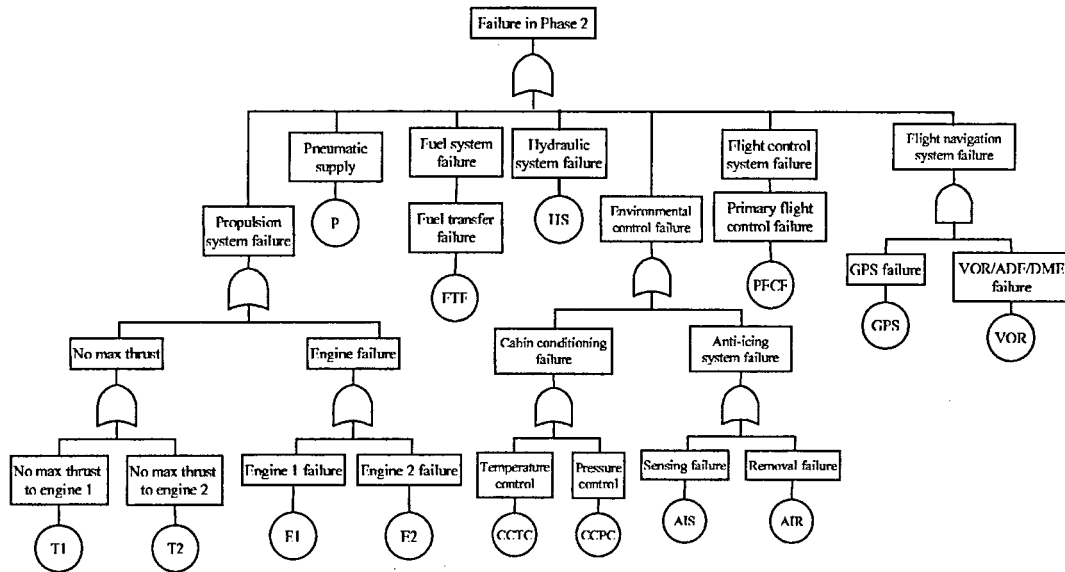 Failure in Phase 2
Pneumatic
supply
Fuel system
failure
Hydraulic
system failure
Flight control
system failure
Flight navigation
system failure
Propulsion
system failure
P
Fuel transfer
failure
HS
Environmental
control failure
Primary flight
control failure
GPS failure
VOR/ADF/DME
failure
FTF
PFCF
GPS
VOR
No max thrust
Engine failure
Cabin conditioning
failure
Anti-icing
system failure
No max thrust
to engine 1
No max thrust
to engine 2
Engine 1 failure
Engine 2 failure
Temperature
control
Pressure
control
Sensing failure
Removal failure
T1
T2
E1
E2
CCTC
CCPC
AIS
AIR